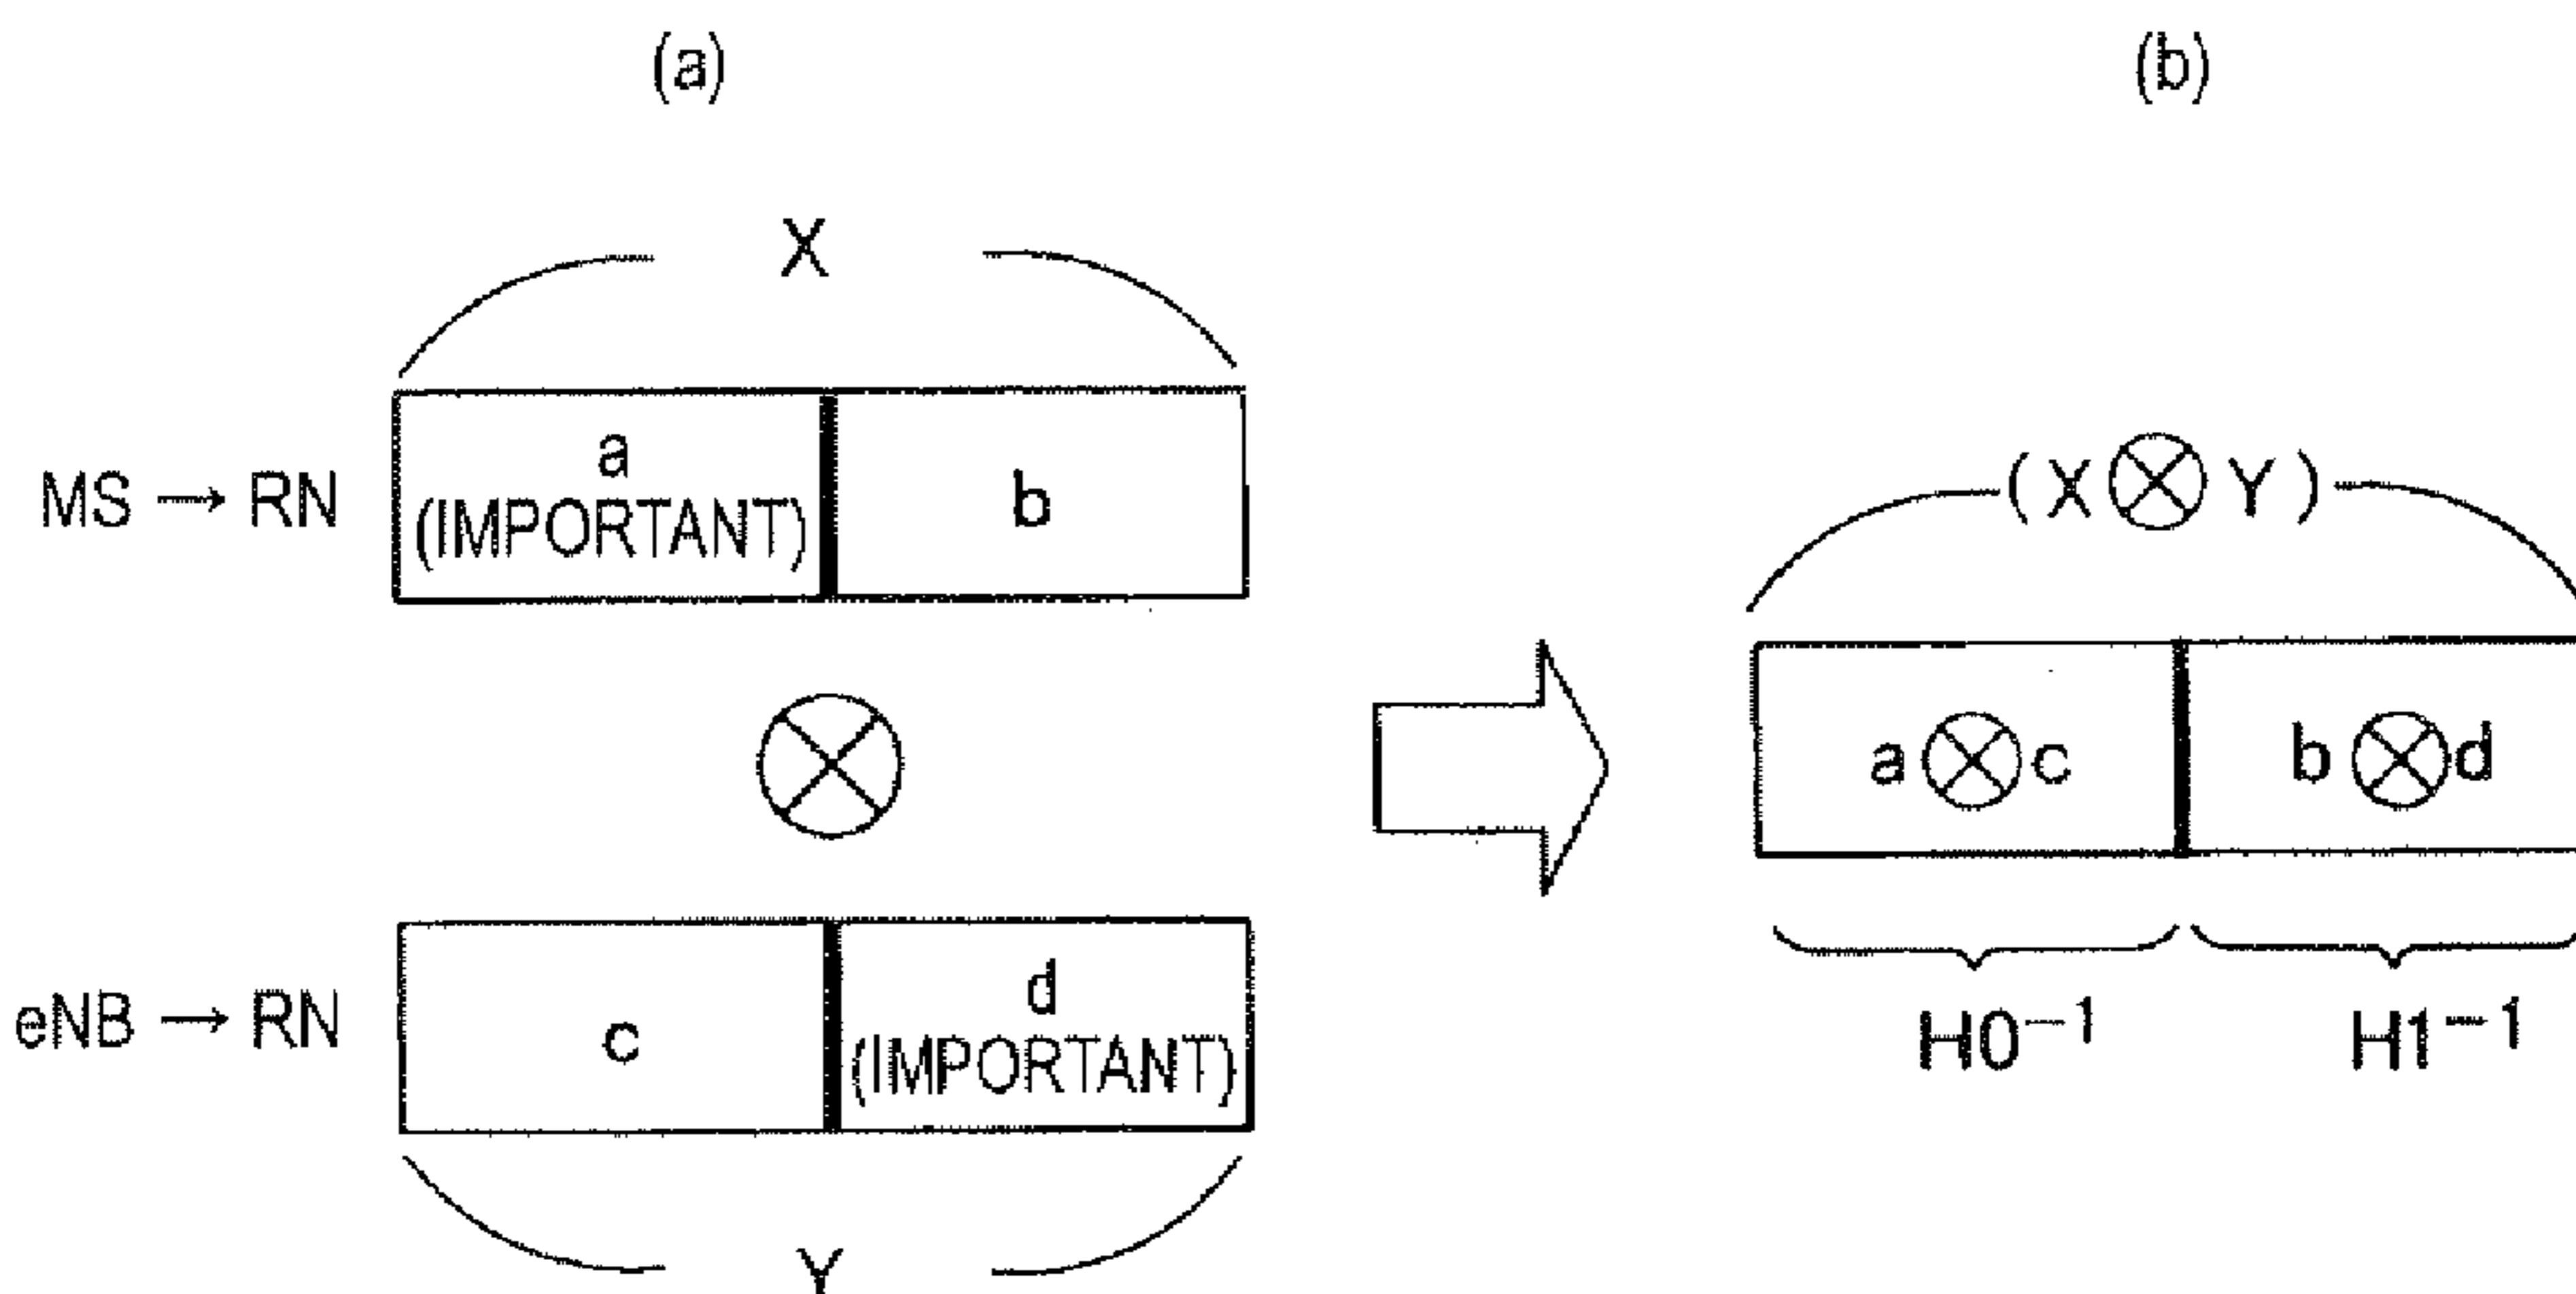 (a)
(b)
X
MS → RN
a
(IMPORTANT)
b
(X⊗Y)
⊗
a⊗c
b⊗d
eNB → RN
c
d
(IMPORTANT)
H0⁻¹
H1⁻¹
Y